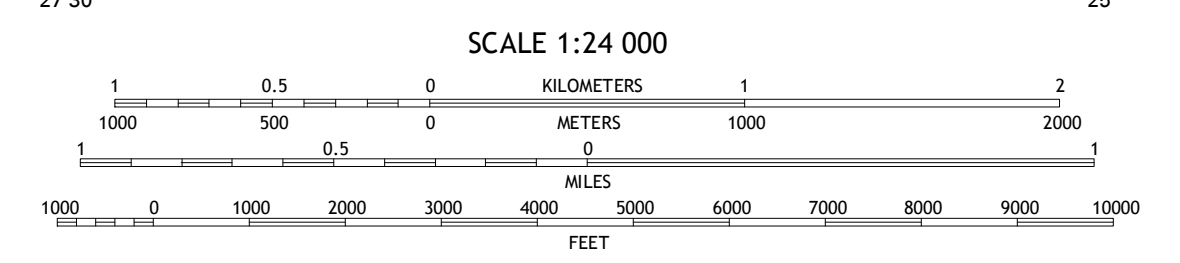 27'30" 25'
SCALE 1:24 000
1 0.5 0 KILOMETERS 1 2
1000 500 0 METERS 1000 2000
1 0.5 0 1
MILES
1000 0 1000 2000 3000 4000 5000 6000 7000 8000 9000 10000
FEET